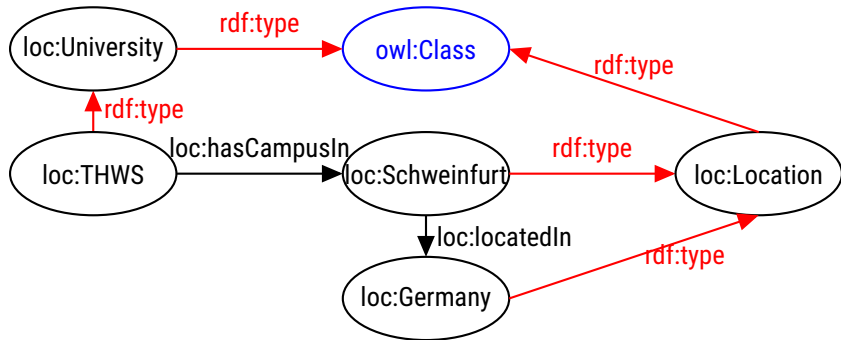 loc:University
rdf:type
owl:Class
rdf:type
rdf:type
loc:THWS
loc:hasCampusIn
loc:Schweinfurt
rdf:type
loc:Location
loc:locatedIn
rdf:type
loc:Germany